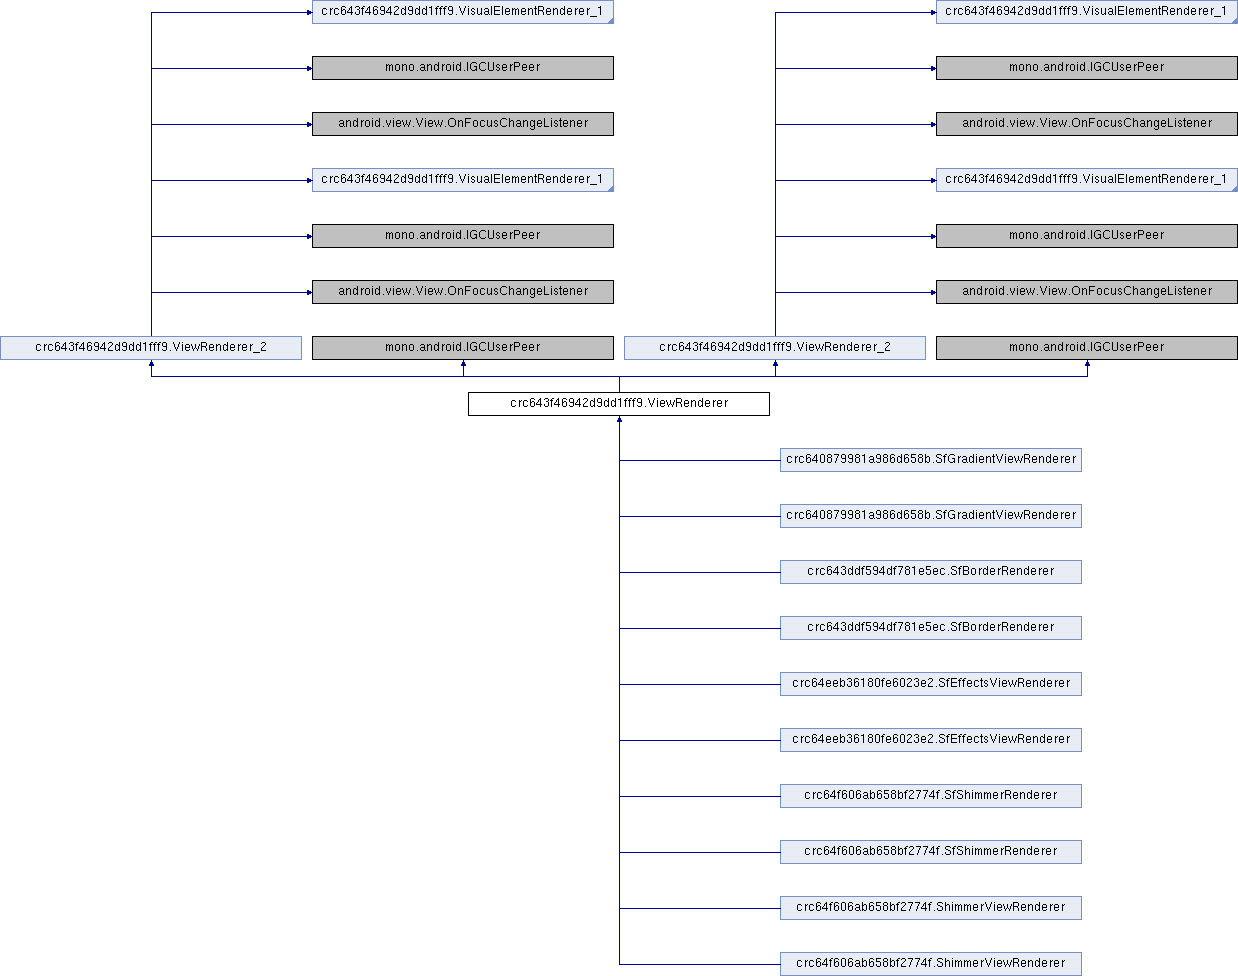 crc643f46942d9dd1fff9.VisualElementRenderer_1
crc643f46942d9dd1fff9.VisualElementRenderer_1
mono.android.IGCUserPeer
mono.android.IGCUserPeer
android.view.View.OnFocusChangeListener
android.view.View.OnFocusChangeListener
crc643f46942d9dd1fff9.VisualElementRenderer_1
crc643f46942d9dd1fff9.VisualElementRenderer_1
mono.android.IGCUserPeer
mono.android.IGCUserPeer
android.view.View.OnFocusChangeListener
android.view.View.OnFocusChangeListener
crc643f46942d9dd1fff9.ViewRenderer_2
mono.android.IGCUserPeer
crc643f46942d9dd1fff9.ViewRenderer_2
mono.android.IGCUserPeer
crc643f46942d9dd1fff9.ViewRenderer
crc640879981a986d658b.SfGradientViewRenderer
crc640879981a986d658b.SfGradientViewRenderer
crc643ddf594df781e5ec.SfBorderRenderer
crc643ddf594df781e5ec.SfBorderRenderer
crc64eeb36180fe6023e2.SfEffectsViewRenderer
crc64eeb36180fe6023e2.SfEffectsViewRenderer
crc64f606ab658bf2774f.SfShimmerRenderer
crc64f606ab658bf2774f.SfShimmerRenderer
crc64f606ab658bf2774f.ShimmerViewRenderer
crc64f606ab658bf2774f.ShimmerViewRenderer